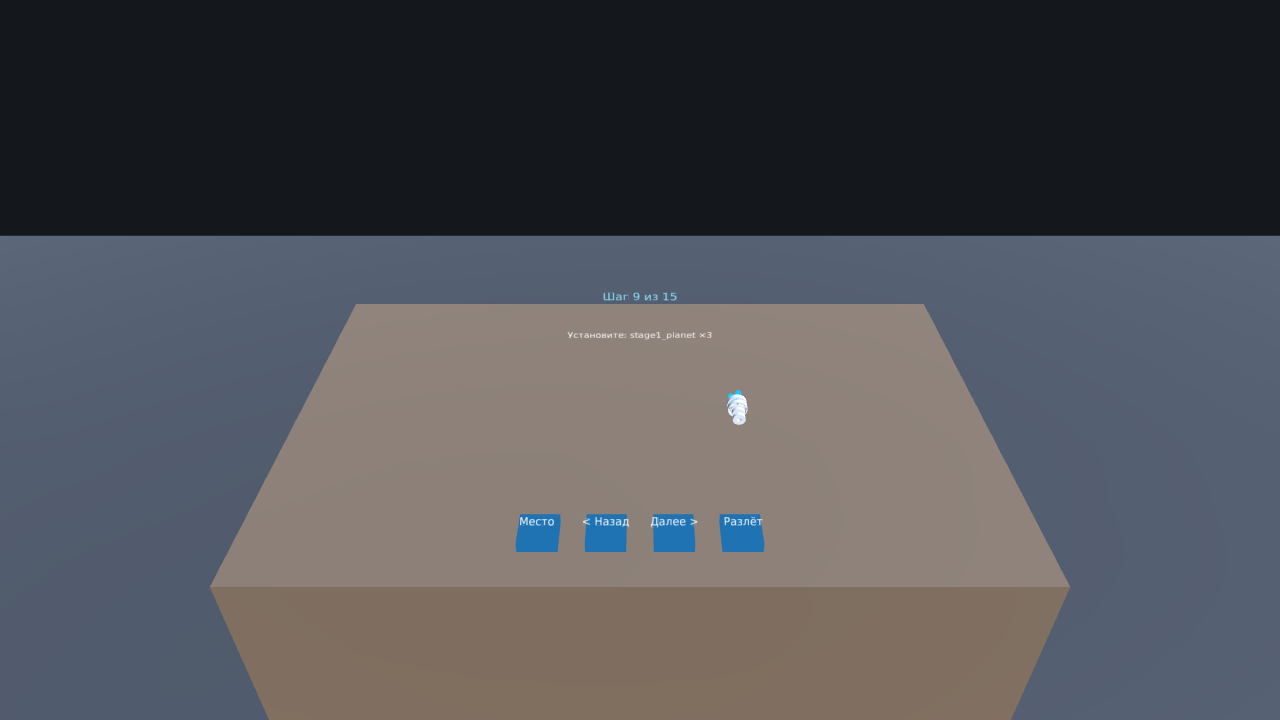 Шаг 9 из 15
Установите: stage1_planet ×3
Место < Назад Далее > Разлёт